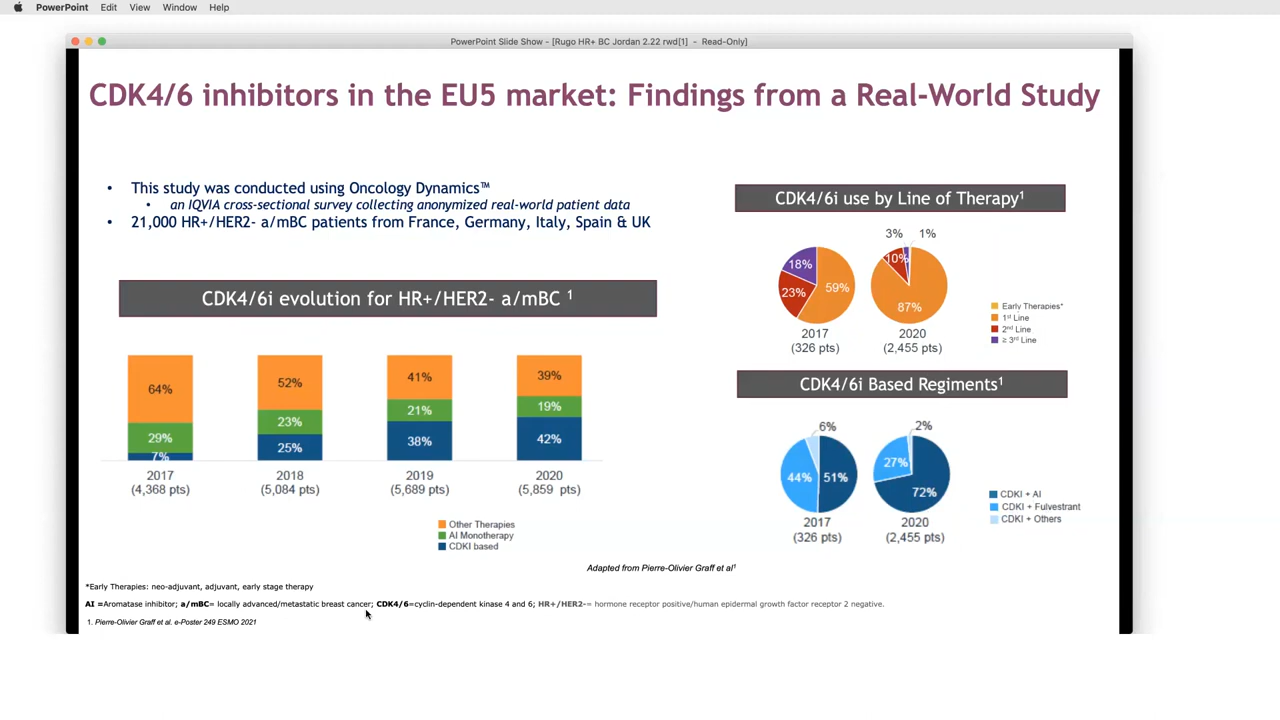 PowerPoint Edit View Window Help
PowerPoint Slide Show - [Rugo HR+ BC Jordan 2.22 rwd[1] - Read-Only]
CDK4/6 inhibitors in the EU5 market: Findings from a Real-World Study
• This study was conducted using Oncology Dynamics™
• an IQVIA cross-sectional survey collecting anonymized real-world patient data
• 21,000 HR+/HER2- a/mBC patients from France, Germany, Italy, Spain & UK
CDK4/6i evolution for HR+/HER2- a/mBC 1
64% 52% 41% 39%
29% 23% 21% 19%
7% 25% 38% 42%
2017 2018 2019 2020
(4,368 pts) (5,084 pts) (5,689 pts) (5,859 pts)
Other Therapies
AI Monotherapy
CDKI based
CDK4/6i use by Line of Therapy1
3% 1%
18% 10%
23% 59% 87%
2017 2020
(326 pts) (2,455 pts)
Early Therapies*
1st Line
2nd Line
≥ 3rd Line
CDK4/6i Based Regiments1
6% 2%
44% 51% 27% 72%
2017 2020
(326 pts) (2,455 pts)
CDKI + AI
CDKI + Fulvestrant
CDKI + Others
Adapted from Pierre-Olivier Graff et al1
*Early Therapies: neo-adjuvant, adjuvant, early stage therapy
AI =Aromatase inhibitor; a/mBC= locally advanced/metastatic breast cancer; CDK4/6=cyclin-dependent kinase 4 and 6; HR+/HER2-= hormone receptor positive/human epidermal growth factor receptor 2 negative.
1. Pierre-Olivier Graff et al. e-Poster 249 ESMO 2021